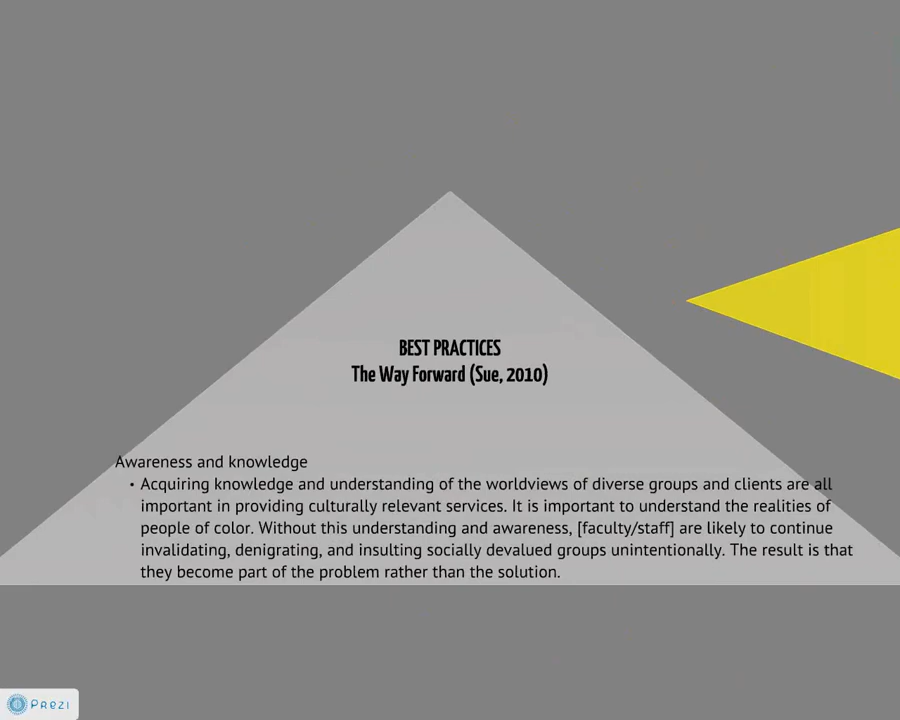 BEST PRACTICES
The Way Forward (Sue, 2010)
Awareness and knowledge
• Acquiring knowledge and understanding of the worldviews of diverse groups and clients are all
important in providing culturally relevant services. It is important to understand the realities of
people of color. Without this understanding and awareness, [faculty/staff] are likely to continue
invalidating, denigrating, and insulting socially devalued groups unintentionally. The result is that
they become part of the problem rather than the solution.
Prezi